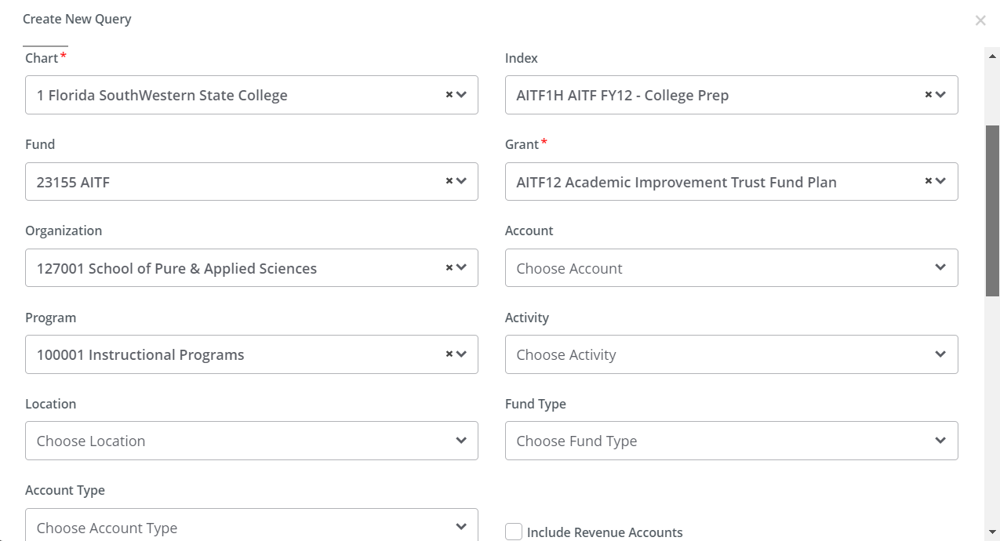 Create New Query
Chart*
Index
1 Florida SouthWestern State College
AITF1H AITF FY12 - College Prep
Fund
Grant*
23155 AITF
AITF12 Academic Improvement Trust Fund Plan
Organization
Account
127001 School of Pure & Applied Sciences
Choose Account
Program
Activity
100001 Instructional Programs
Choose Activity
Location
Fund Type
Choose Location
Choose Fund Type
Account Type
Choose Account Type
Include Revenue Accounts